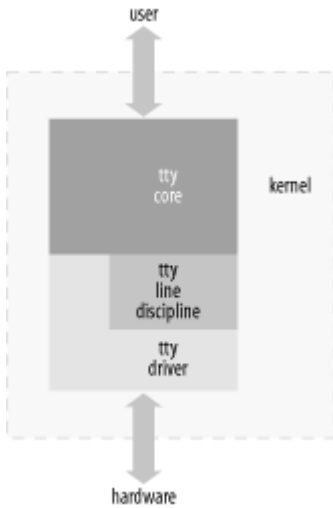 user
tty
core
kernel
tty
line
discipline
tty
driver
hardware